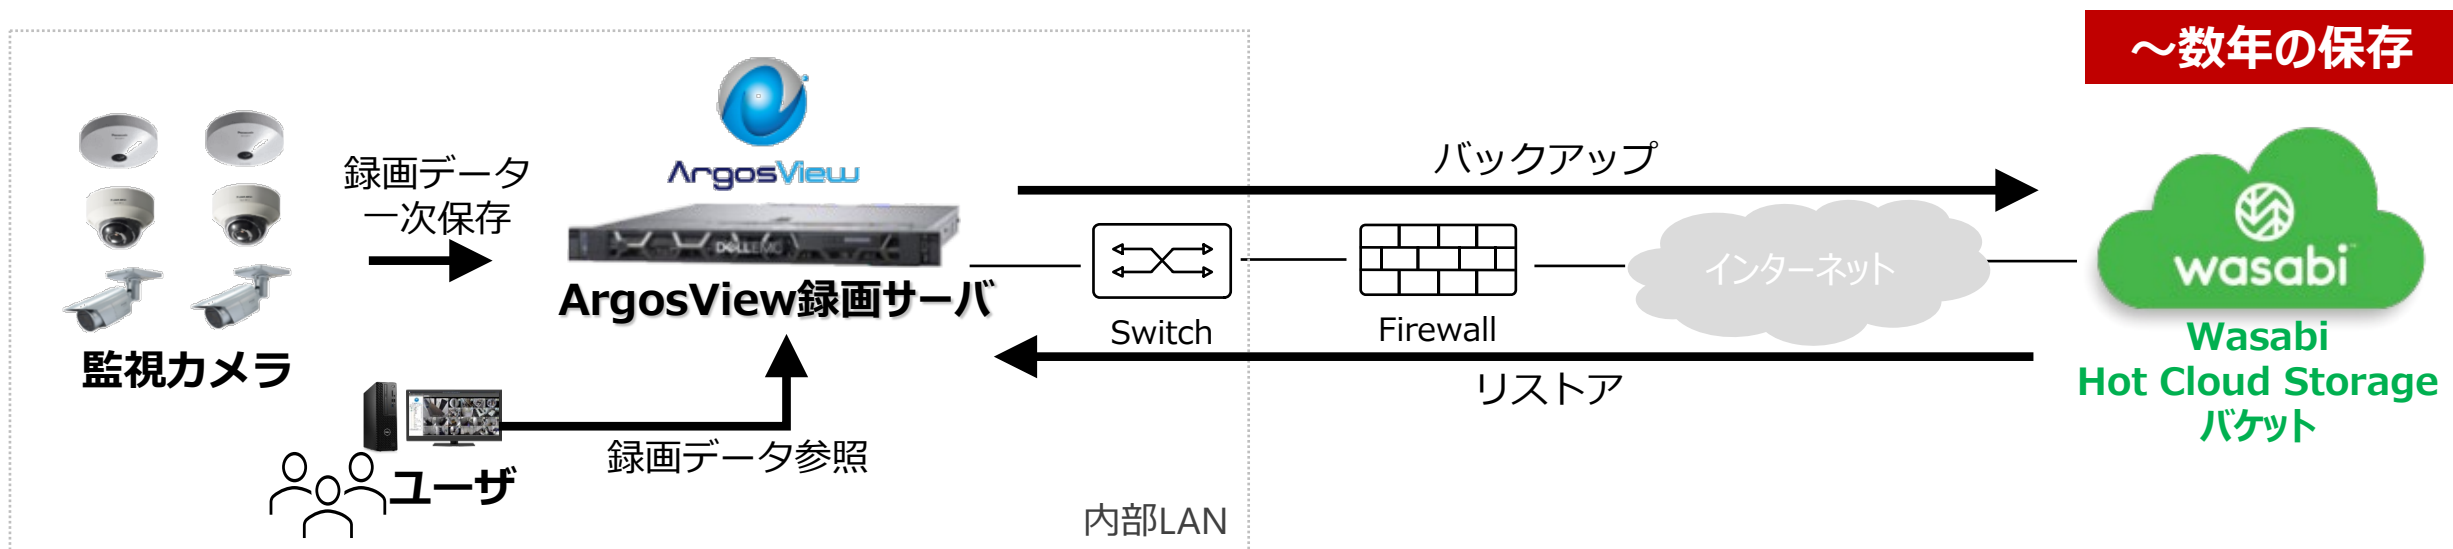 ～数年の保存
ArgosView
録画データ
一次保存
バックアップ
DELLEMC
インターネット
wasabi
ArgosView録画サーバ
Switch
Firewall
監視カメラ
リストア
Wasabi
Hot Cloud Storage
バケット
録画データ参照
ユーザ
内部LAN